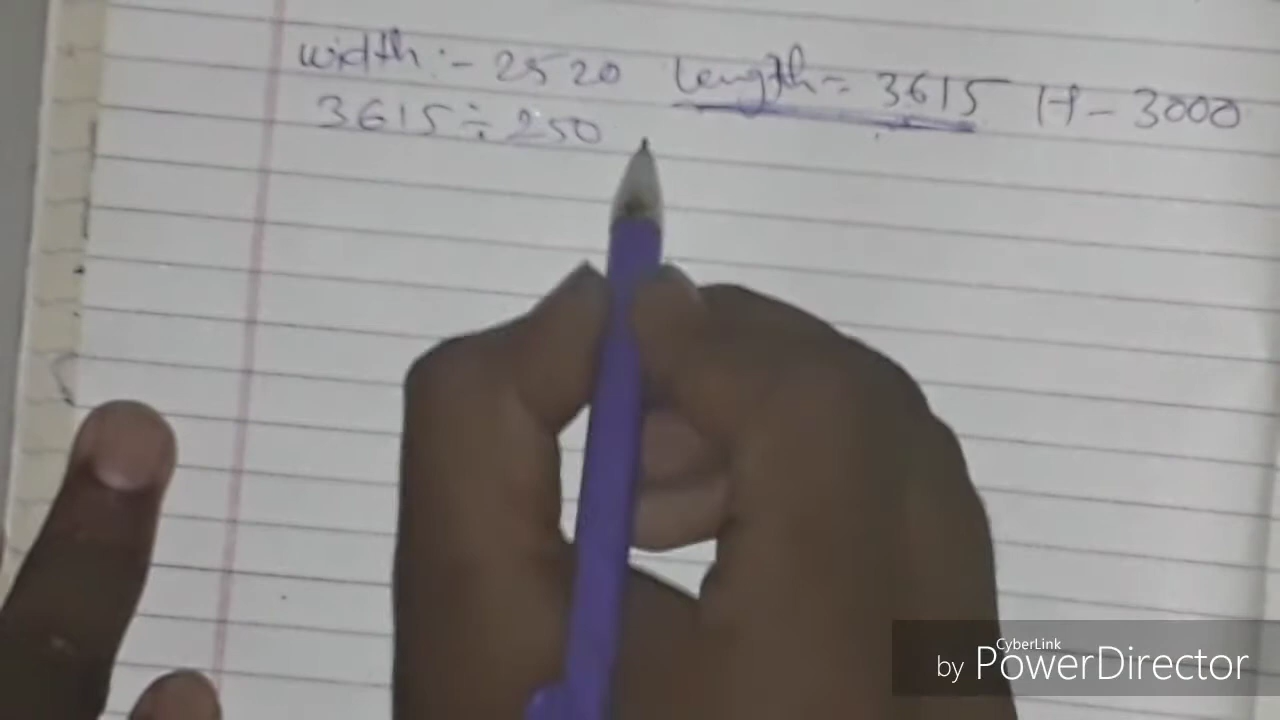 width :- 2520 Length = 3615 H - 3000
3615 ÷ 250
CyberLink
by PowerDirector